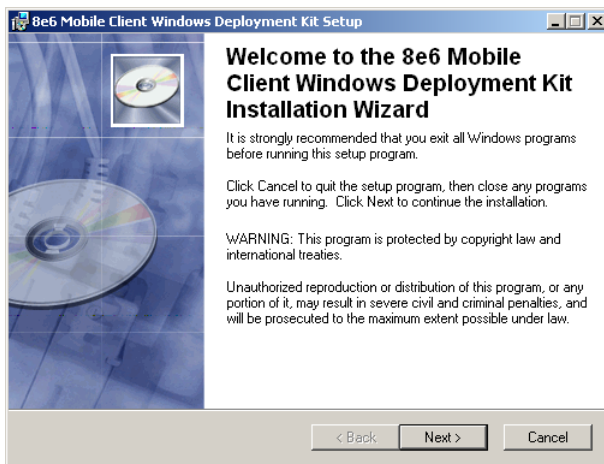 8e6 Mobile Client Windows Deployment Kit Setup
Welcome to the 8e6 Mobile
Client Windows Deployment Kit
Installation Wizard
It is strongly recommended that you exit all Windows programs
before running this setup program.
Click Cancel to quit the setup program, then close any programs
you have running. Click Next to continue the installation.
WARNING: This program is protected by copyright law and
international treaties.
Unauthorized reproduction or distribution of this program, or any
portion of it, may result in severe civil and criminal penalties, and
will be prosecuted to the maximum extent possible under law.
< Back Next > Cancel